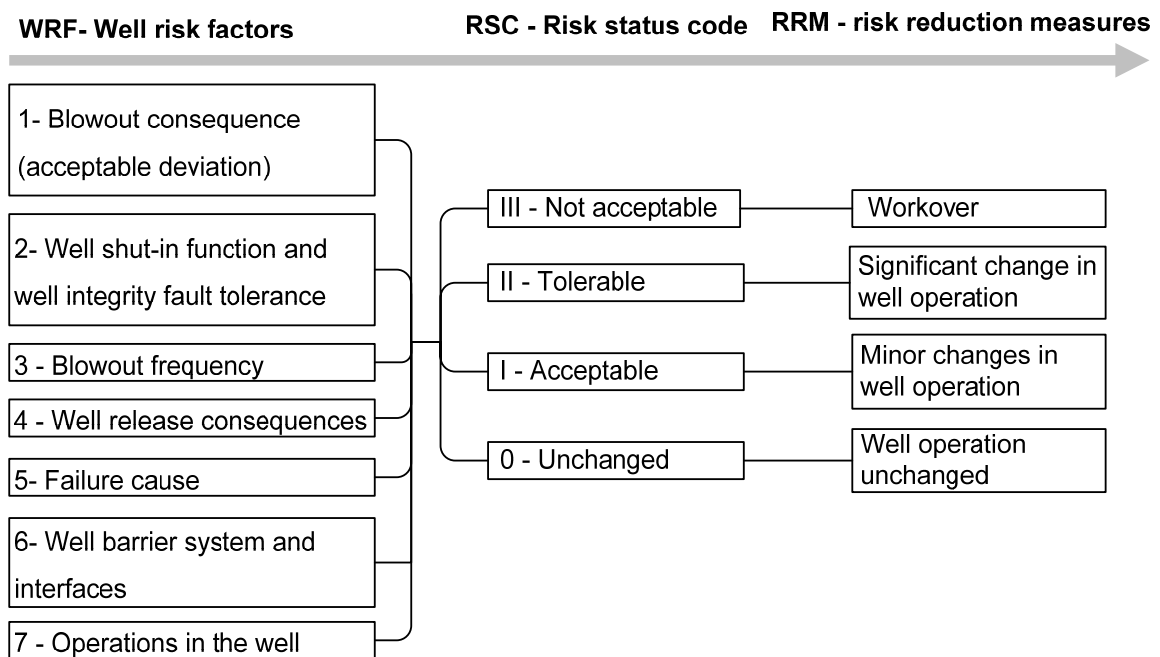 WRF- Well risk factors
RSC - Risk status code
RRM - risk reduction measures
1- Blowout consequence
(acceptable deviation)
2- Well shut-in function and
well integrity fault tolerance
3 - Blowout frequency
4 - Well release consequences
5- Failure cause
6- Well barrier system and
interfaces
7 - Operations in the well
III - Not acceptable
II - Tolerable
I - Acceptable
0 - Unchanged
Workover
Significant change in
well operation
Minor changes in
well operation
Well operation
unchanged